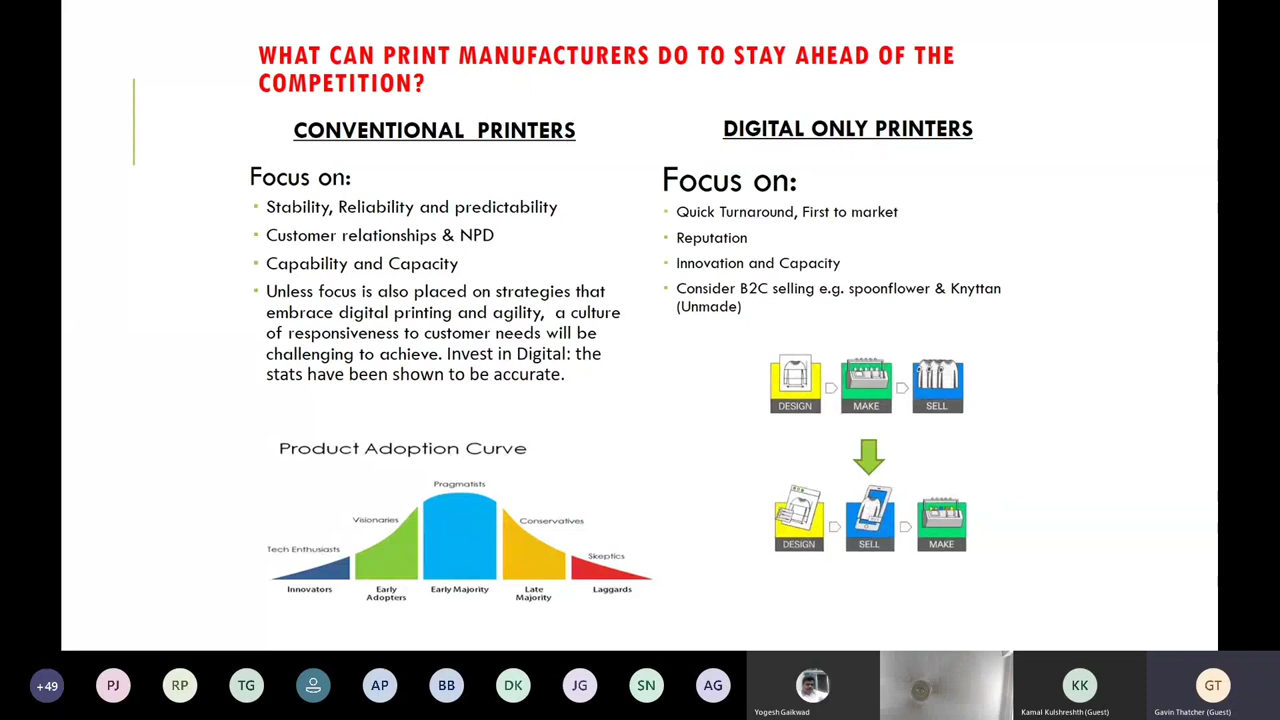 WHAT CAN PRINT MANUFACTURERS DO TO STAY AHEAD OF THE
COMPETITION?
CONVENTIONAL PRINTERS
Focus on:
Stability, Reliability and predictability
Customer relationships & NPD
Capability and Capacity
Unless focus is also placed on strategies that
embrace digital printing and agility, a culture
of responsiveness to customer needs will be
challenging to achieve. Invest in Digital: the
stats have been shown to be accurate.
Product Adoption Curve
Pragmatists
Visionaries
Conservatives
Tech Enthusiasts
Skeptics
Innovators
Early
Adopters
Early Majority
Late
Majority
Laggards
DIGITAL ONLY PRINTERS
Focus on:
Quick Turnaround, First to market
Reputation
Innovation and Capacity
Consider B2C selling e.g. spoonflower & Knyttan
(Unmade)
DESIGN
MAKE
SELL
DESIGN
SELL
MAKE
+49
PJ
RP
TG
AP
BB
DK
JG
SN
AG
Yogesh Gaikwad
KK
Kamal Kulshreshth (Guest)
GT
Gavin Thatcher (Guest)